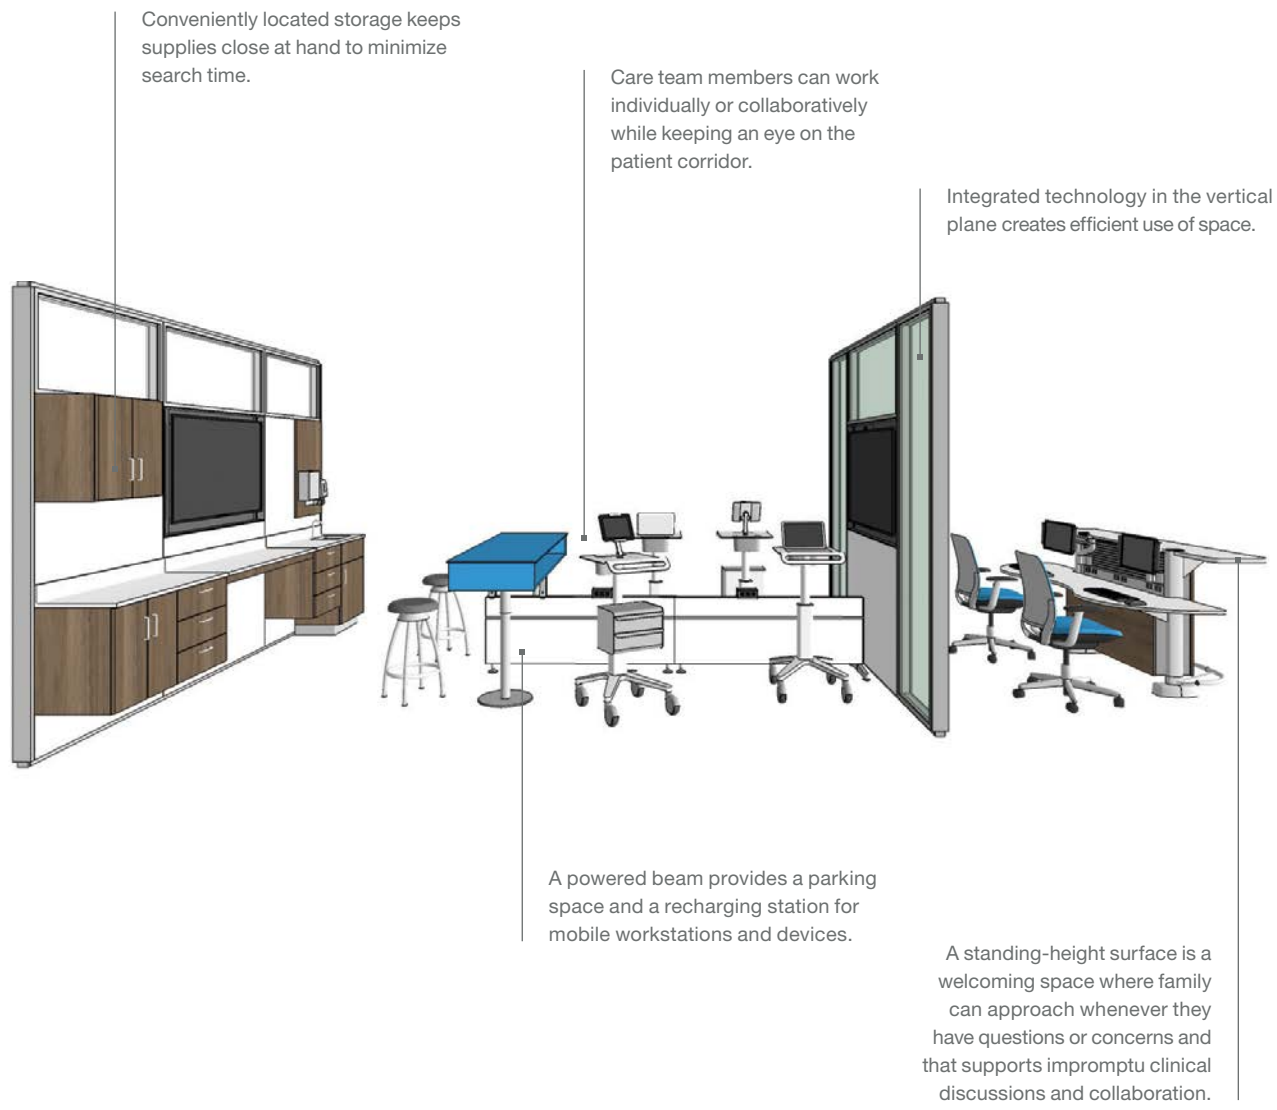 Conveniently located storage keeps
supplies close at hand to minimize
search time.
Care team members can work
individually or collaboratively
while keeping an eye on the
patient corridor.
Integrated technology in the vertical
plane creates efficient use of space.
A powered beam provides a parking
space and a recharging station for
mobile workstations and devices.
A standing-height surface is a
welcoming space where family
can approach whenever they
have questions or concerns and
that supports impromptu clinical
discussions and collaboration.